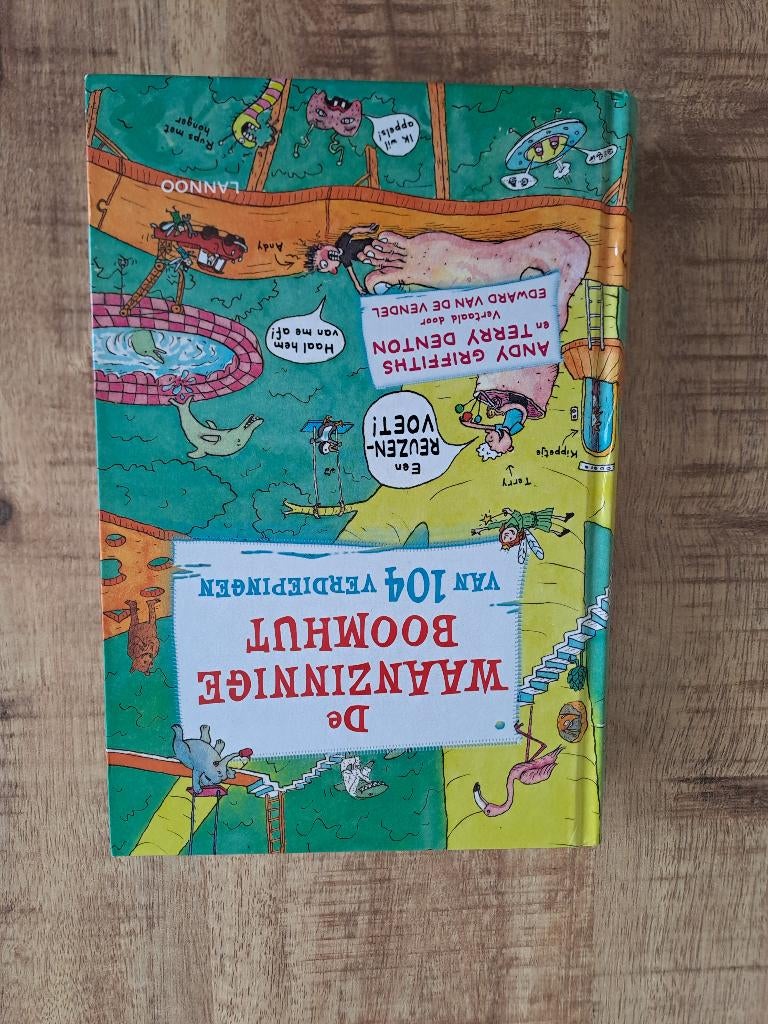 De
WAANZINNIGE
BOOMHUT
VAN 104 VERDIEPINGEN
Terry
Kippetje
Een
REUZEN-
VOET!
ANDY GRIFFITHS
en TERRY DENTON
Vertaald door
EDWARD VAN DE VENDEL
Haal hem
van me af!
Andy
LANNOO
Ik wil
appels!
Rups met
honger